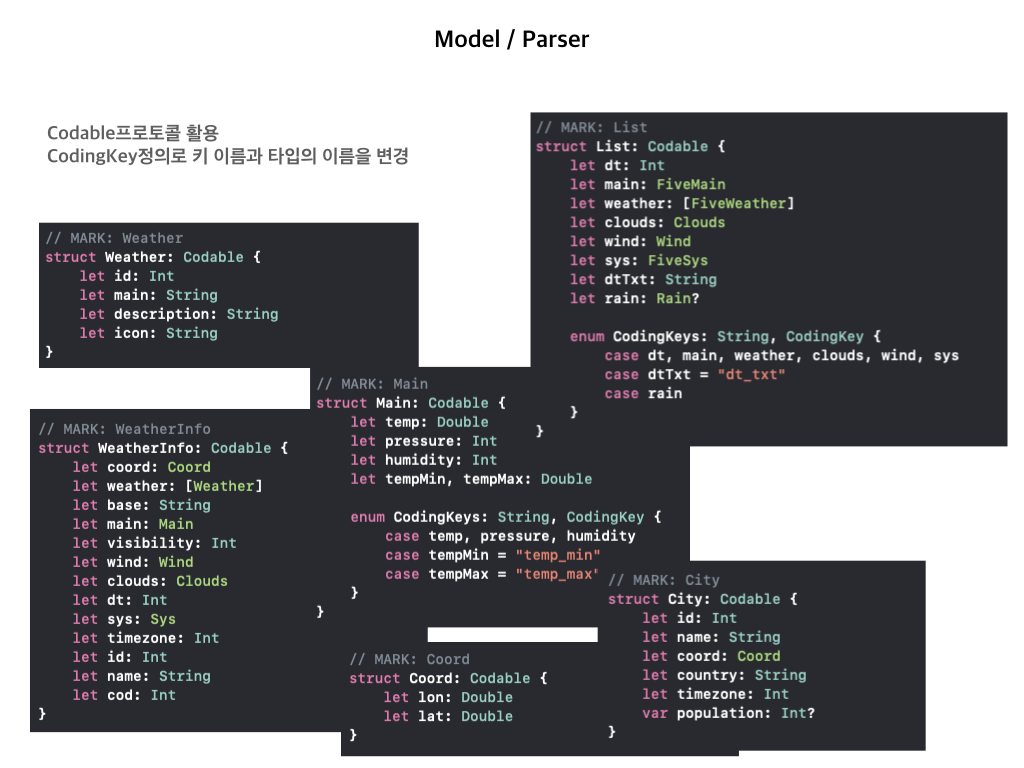 Model / Parser
Codable프로토콜 활용
CodingKey정의로 키 이름과 타입의 이름을 변경
// MARK: Weather
struct Weather: Codable {
    let id: Int
    let main: String
    let description: String
    let icon: String
}
// MARK: WeatherInfo
struct WeatherInfo: Codable {
    let coord: Coord
    let weather: [Weather]
    let base: String
    let main: Main
    let visibility: Int
    let wind: Wind
    let clouds: Clouds
    let dt: Int
    let sys: Sys
    let timezone: Int
    let id: Int
    let name: String
    let cod: Int
}
// MARK: Main
struct Main: Codable {
    let temp: Double
    let pressure: Int
    let humidity: Int
    let tempMin, tempMax: Double
    enum CodingKeys: String, CodingKey {
        case temp, pressure, humidity
        case tempMin = "temp_min"
        case tempMax = "temp_max"
    }
}
// MARK: Coord
struct Coord: Codable {
    let lon: Double
    let lat: Double
}
// MARK: List
struct List: Codable {
    let dt: Int
    let main: FiveMain
    let weather: [FiveWeather]
    let clouds: Clouds
    let wind: Wind
    let sys: FiveSys
    let dtTxt: String
    let rain: Rain?
    enum CodingKeys: String, CodingKey {
        case dt, main, weather, clouds, wind, sys
        case dtTxt = "dt_txt"
        case rain
    }
}
// MARK: City
struct City: Codable {
    let id: Int
    let name: String
    let coord: Coord
    let country: String
    let timezone: Int
    var population: Int?
}